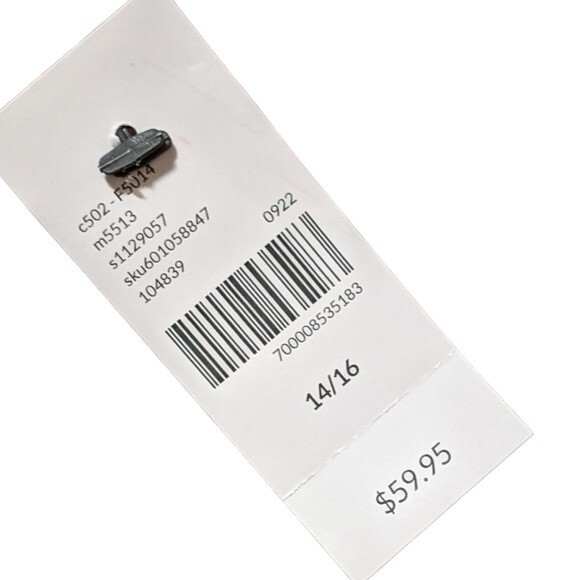 c502 - F5014
m5513
s1129057
sku601058847
104839
0922
700008535183
14/16
$59.95